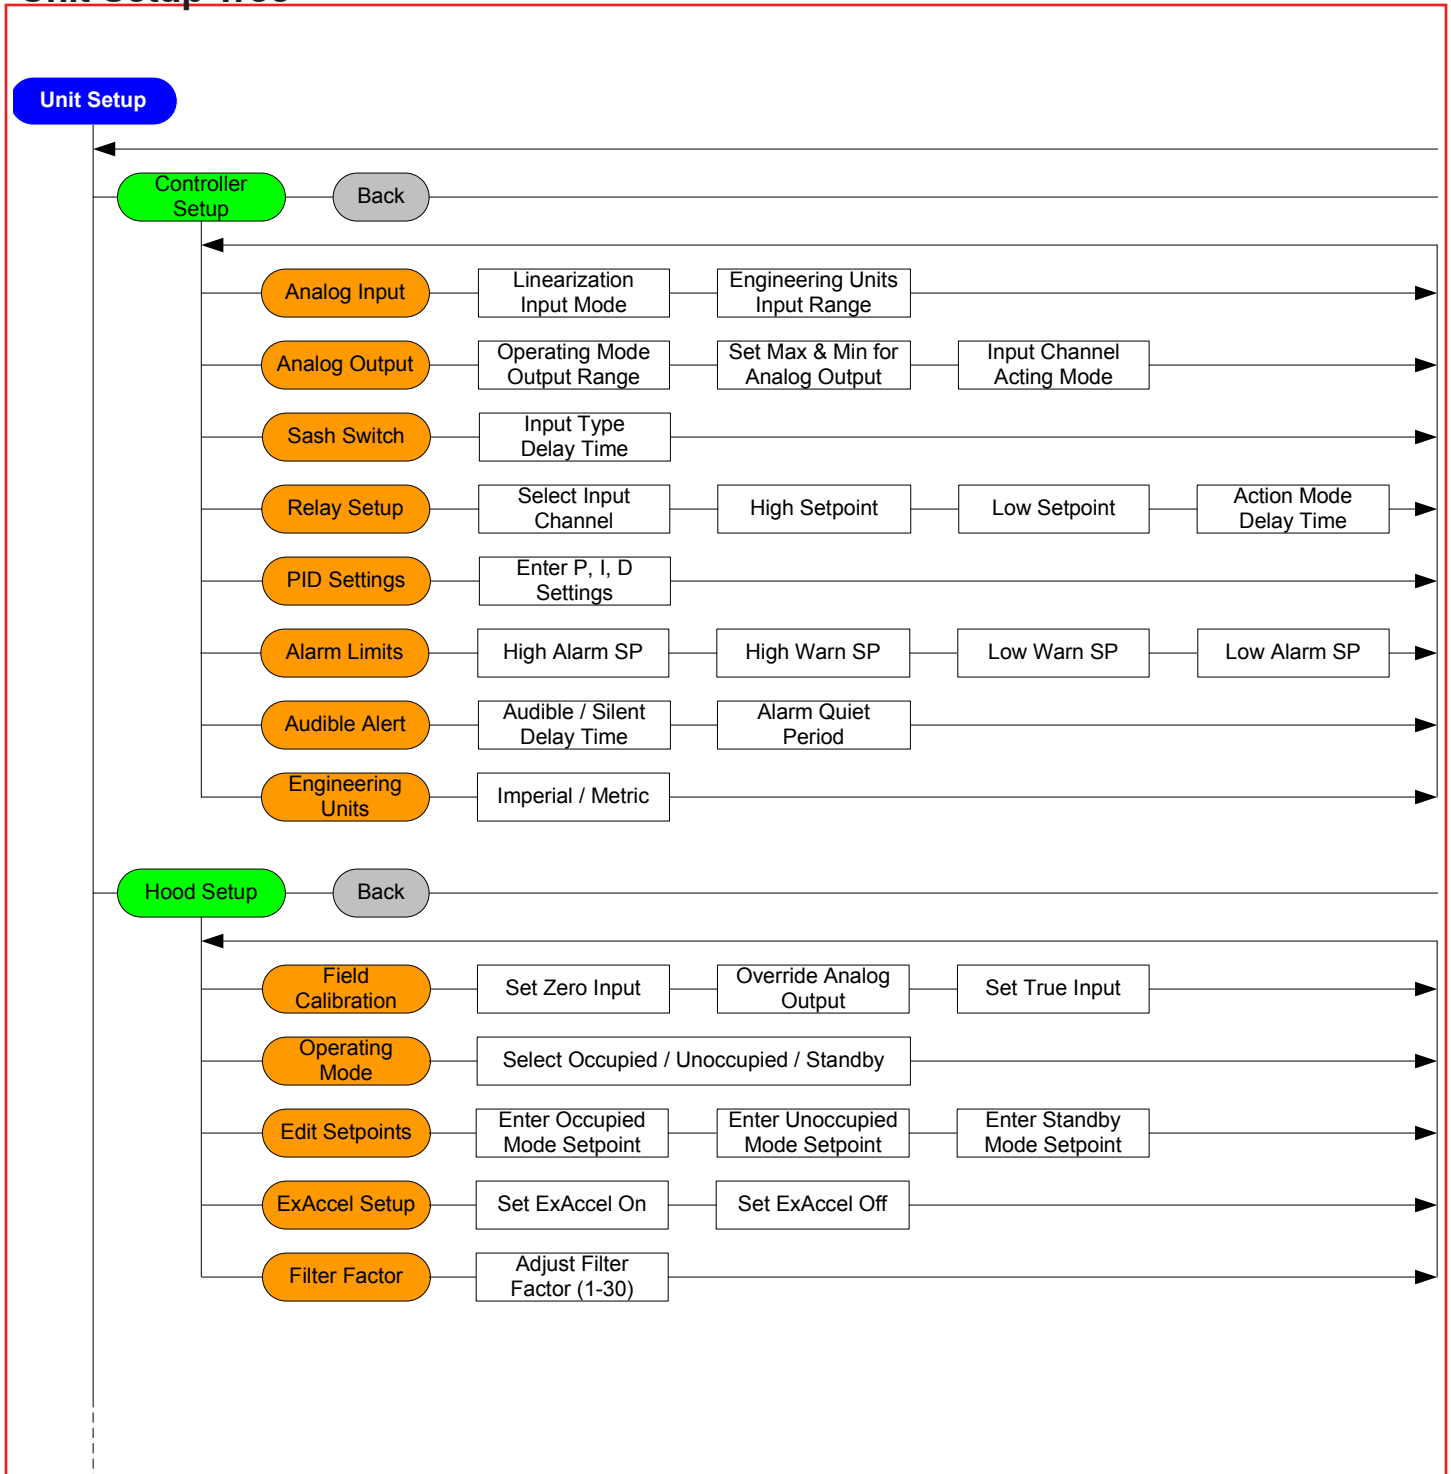 Unit Setup Tree
Unit Setup
Controller
Setup
Back
Analog Input
Linearization
Input Mode
Engineering Units
Input Range
Analog Output
Operating Mode
Output Range
Set Max & Min for
Analog Output
Input Channel
Acting Mode
Sash Switch
Input Type
Delay Time
Relay Setup
Select Input
Channel
High Setpoint
Low Setpoint
Action Mode
Delay Time
PID Settings
Enter P, I, D
Settings
Alarm Limits
High Alarm SP
High Warn SP
Low Warn SP
Low Alarm SP
Audible Alert
Audible / Silent
Delay Time
Alarm Quiet
Period
Engineering
Units
Imperial / Metric
Hood Setup
Back
Field
Calibration
Set Zero Input
Override Analog
Output
Set True Input
Operating
Mode
Select Occupied / Unoccupied / Standby
Edit Setpoints
Enter Occupied
Mode Setpoint
Enter Unoccupied
Mode Setpoint
Enter Standby
Mode Setpoint
ExAccel Setup
Set ExAccel On
Set ExAccel Off
Filter Factor
Adjust Filter
Factor (1-30)